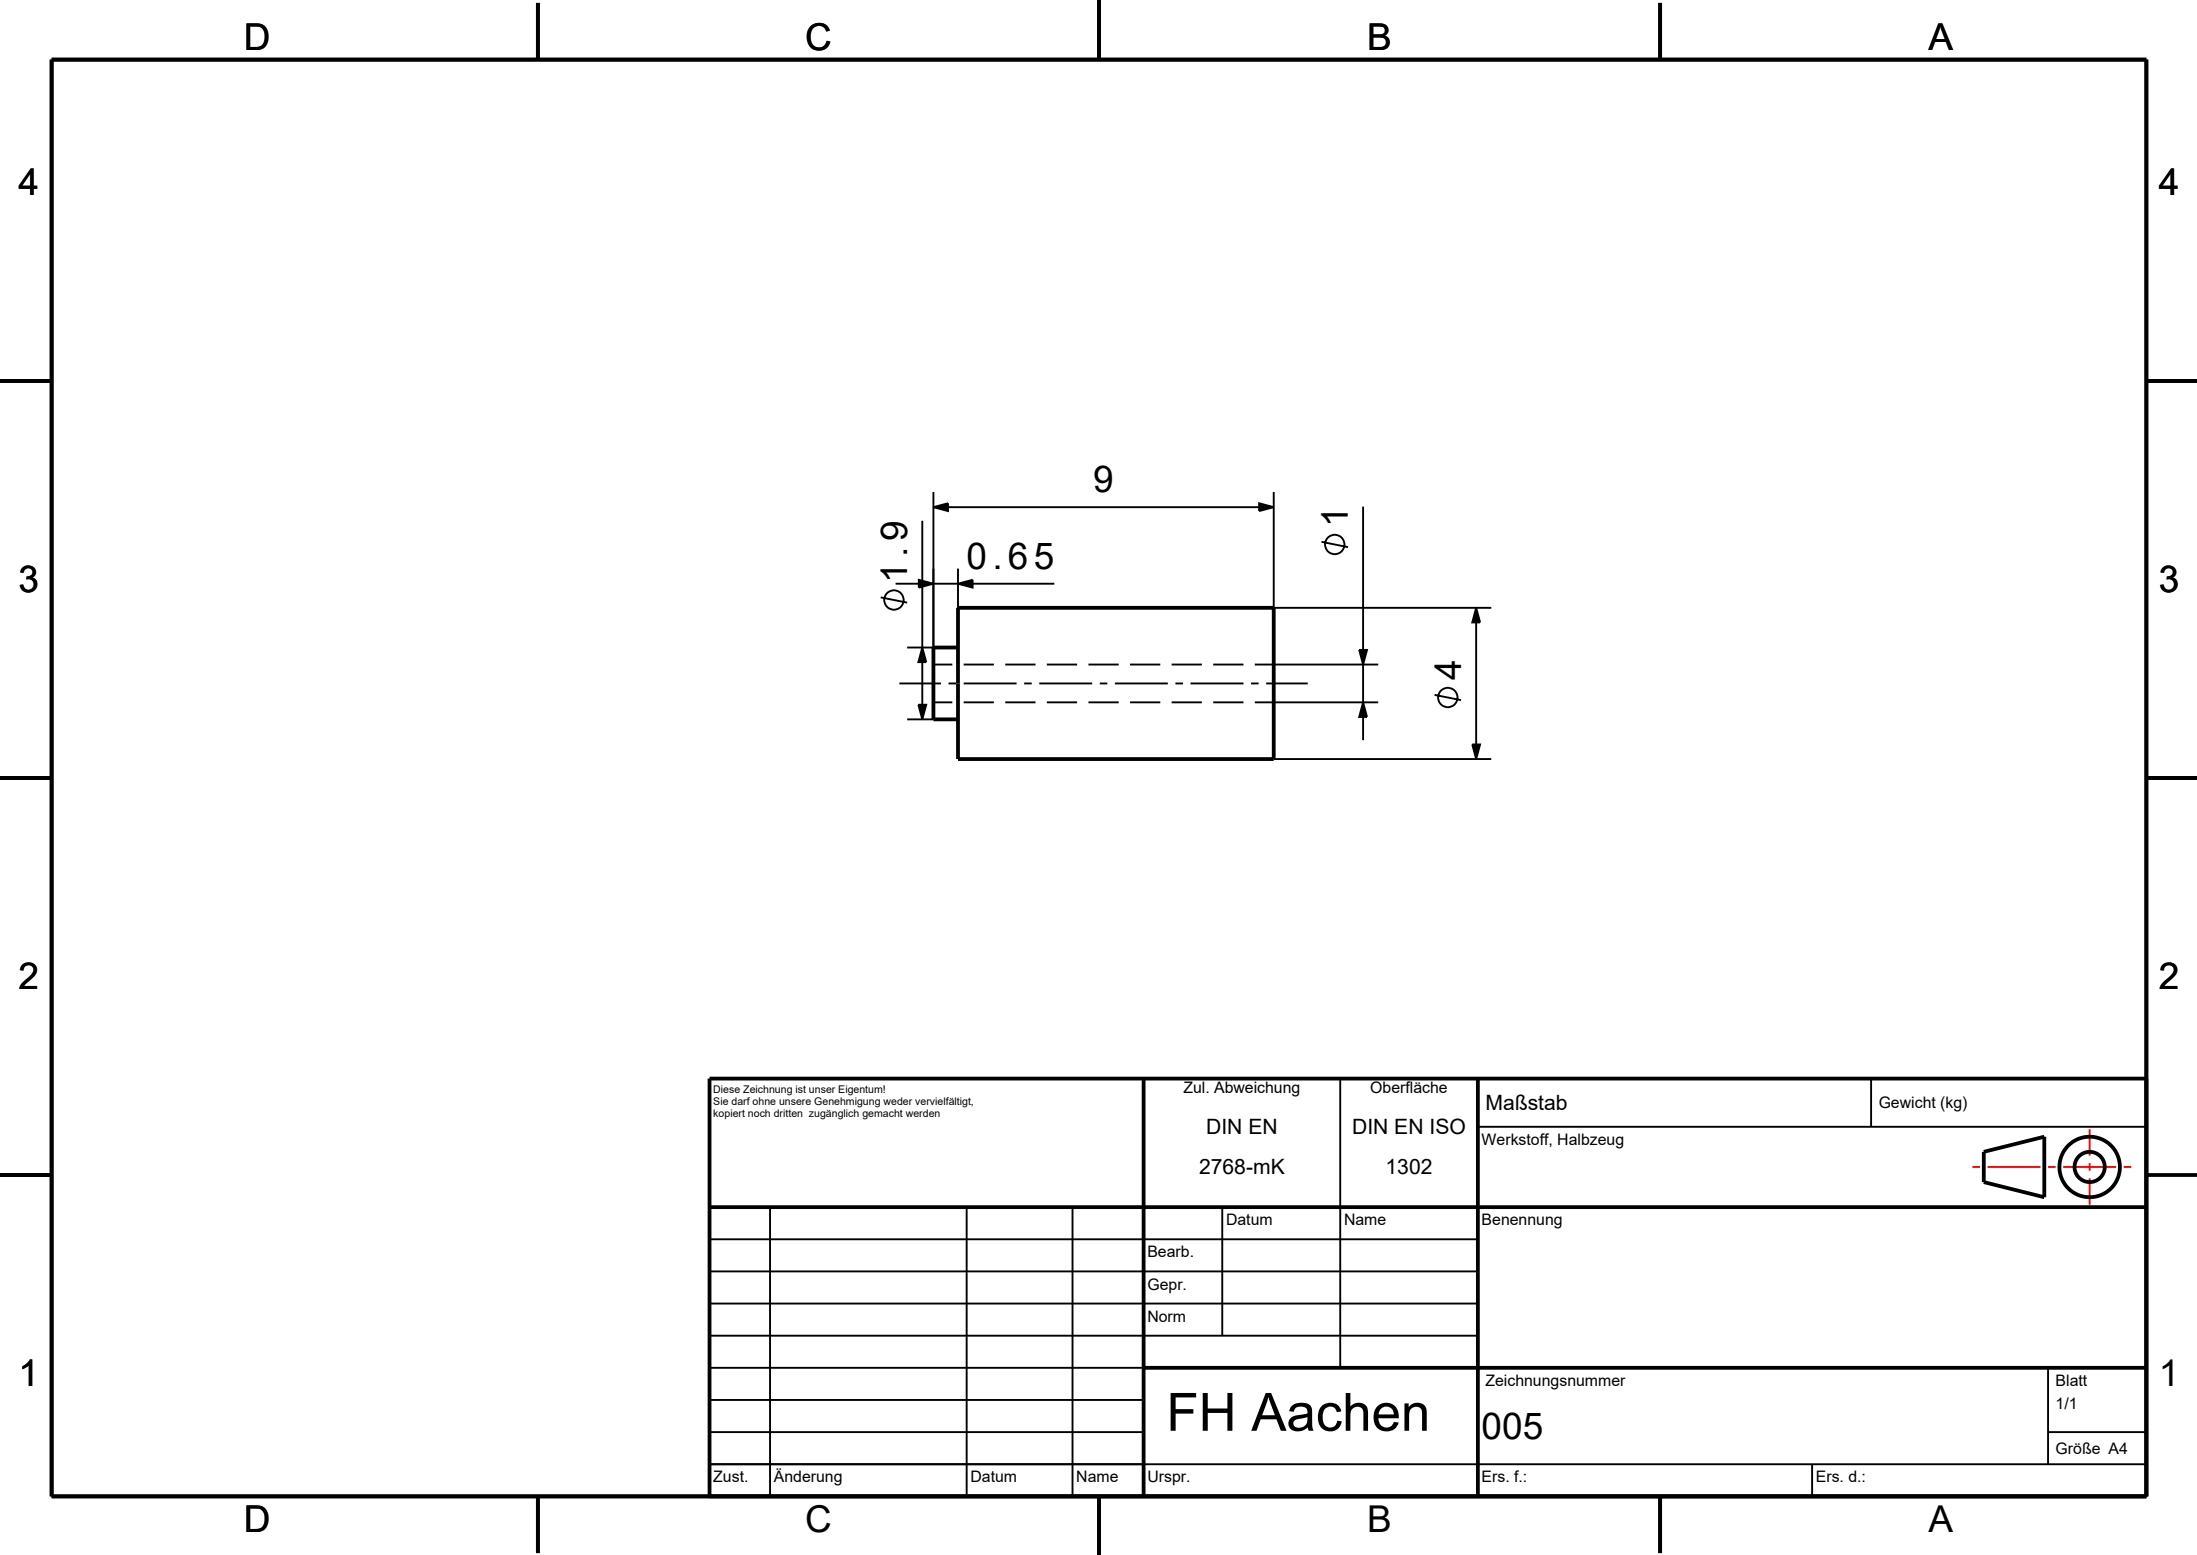 D C B A
4 4
9
⌀1
⌀1.9
0.65
3 3
⌀4
2 2
Diese Zeichnung ist unser Eigentum!
Sie darf ohne unsere Genehmigung weder vervielfältigt,
kopiert noch dritten zugänglich gemacht werden
Zul. Abweichung
DIN EN
2768-mK
Oberfläche
DIN EN ISO
1302
Maßstab
Gewicht (kg)
Werkstoff, Halbzeug
Datum Name
Benennung
Bearb.
Gepr.
Norm
1 1
FH Aachen
Zeichnungsnummer
005
Blatt
1/1
Größe A4
Zust. Änderung Datum Name Urspr. Ers. f.: Ers. d.:
D C B A